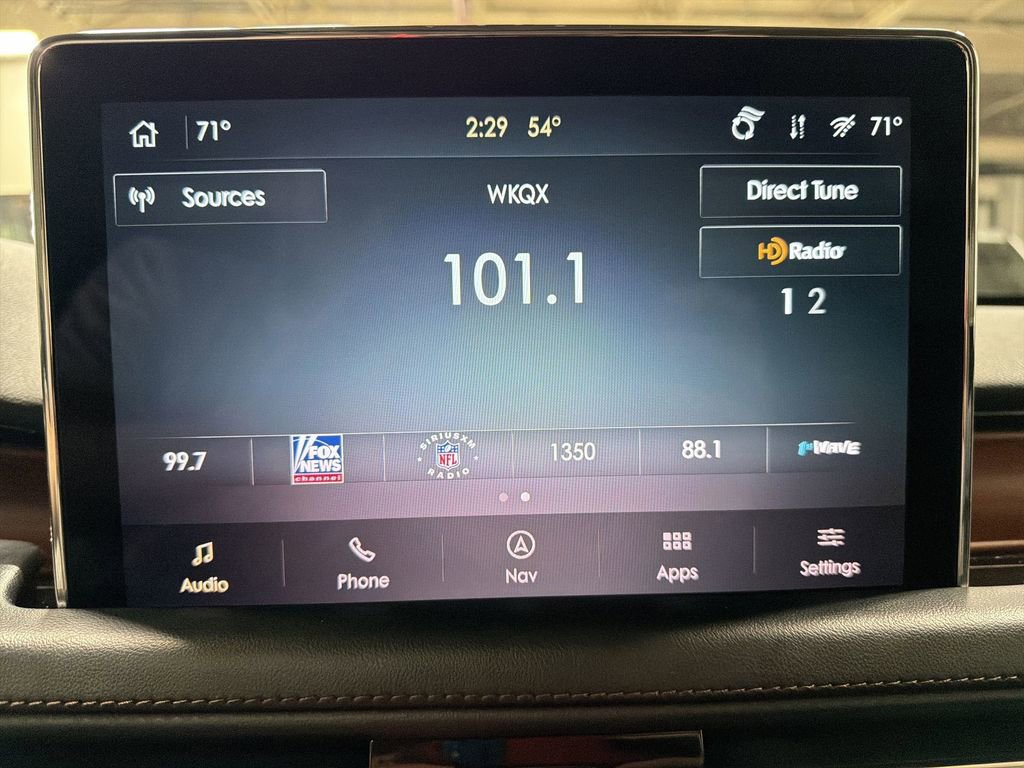 71° 2:29 54° 71°
Sources WKQX Direct Tune
101.1 HD Radio
1 2
99.7 FOX NEWS channel SIRIUSXM NFL RADIO 1350 88.1 1st WAVE
Audio Phone Nav Apps Settings